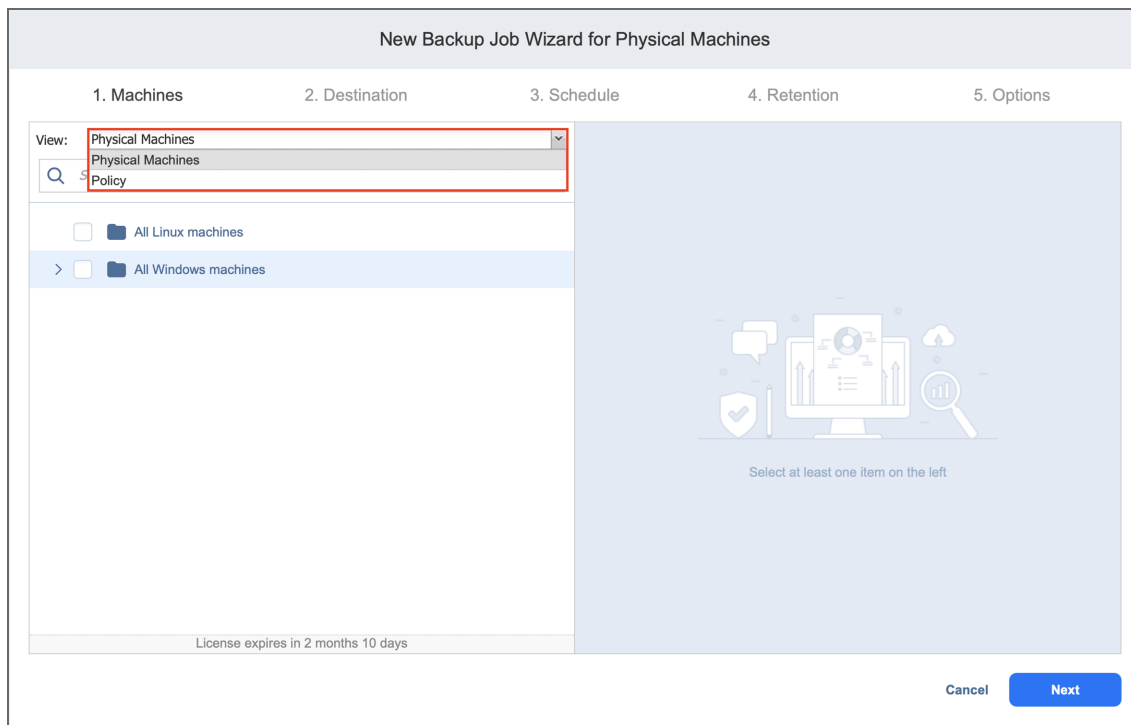 New Backup Job Wizard for Physical Machines
1. Machines 2. Destination 3. Schedule 4. Retention 5. Options
View: Physical Machines
Physical Machines
S
Policy
All Linux machines
All Windows machines
Select at least one item on the left
License expires in 2 months 10 days
Cancel Next